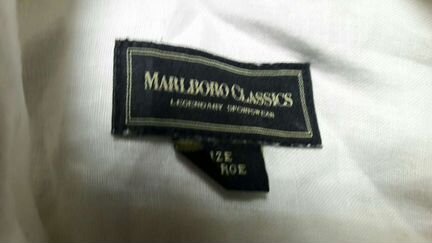 MARLBORO CLASSICS
LEGENDARY SPORTSWEAR
IZE
RGE